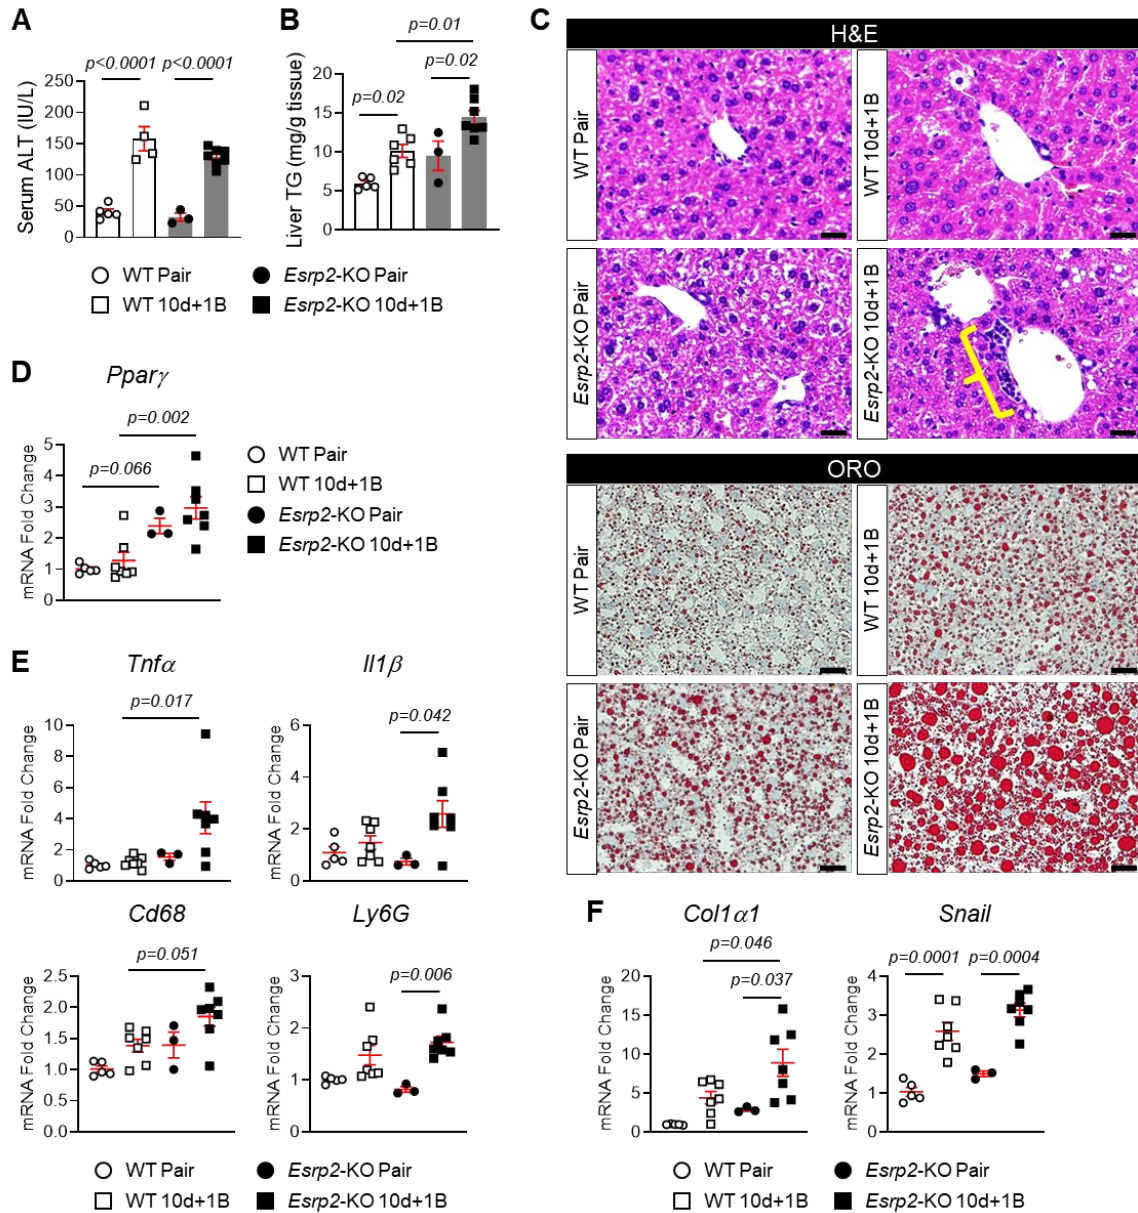 A
p<0.0001 p<0.0001
Serum ALT (IU/L)
250
200
150
100
50
0
B
p=0.01
p=0.02
p=0.02
Liver TG (mg/g tissue)
20
15
10
5
0
WT Pair
WT 10d+1B
Esrp2-KO Pair
Esrp2-KO 10d+1B
C
H&E
WT Pair
WT 10d+1B
Esrp2-KO Pair
Esrp2-KO 10d+1B
ORO
WT Pair
WT 10d+1B
Esrp2-KO Pair
Esrp2-KO 10d+1B
D
Pparγ
p=0.002
p=0.066
mRNA Fold Change
5
4
3
2
1
0
WT Pair
WT 10d+1B
Esrp2-KO Pair
Esrp2-KO 10d+1B
E
Tnfα
p=0.017
mRNA Fold Change
10
8
6
4
2
0
Il1β
p=0.042
mRNA Fold Change
6
4
2
0
Cd68
p=0.051
mRNA Fold Change
2.5
2.0
1.5
1.0
0.5
0.0
Ly6G
p=0.006
mRNA Fold Change
3
2
1
0
WT Pair
WT 10d+1B
Esrp2-KO Pair
Esrp2-KO 10d+1B
F
Col1α1
p=0.046
p=0.037
mRNA Fold Change
20
15
10
5
0
Snail
p=0.0001 p=0.0004
mRNA Fold Change
4
3
2
1
0
WT Pair
WT 10d+1B
Esrp2-KO Pair
Esrp2-KO 10d+1B